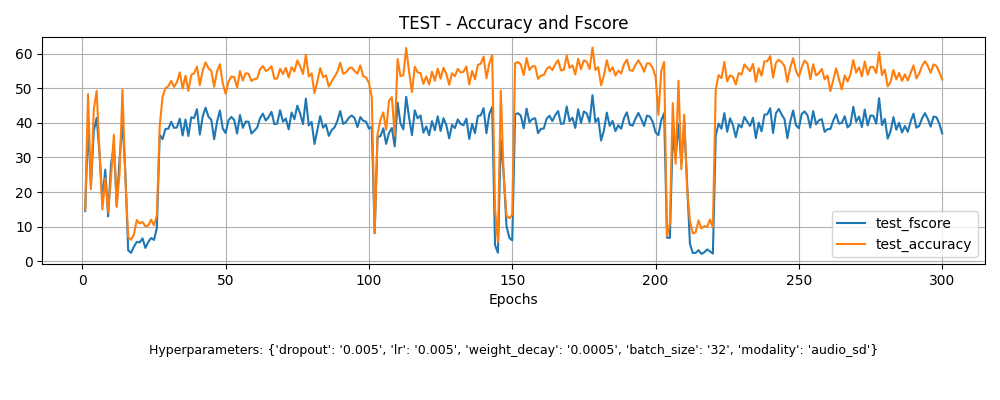 TEST - Accuracy and Fscore
60
50
40
30
20
10
0
test_fscore
test_accuracy
0 50 100 150 200 250 300
Epochs
Hyperparameters: {'dropout': '0.005', 'lr': '0.005', 'weight_decay': '0.0005', 'batch_size': '32', 'modality': 'audio_sd'}